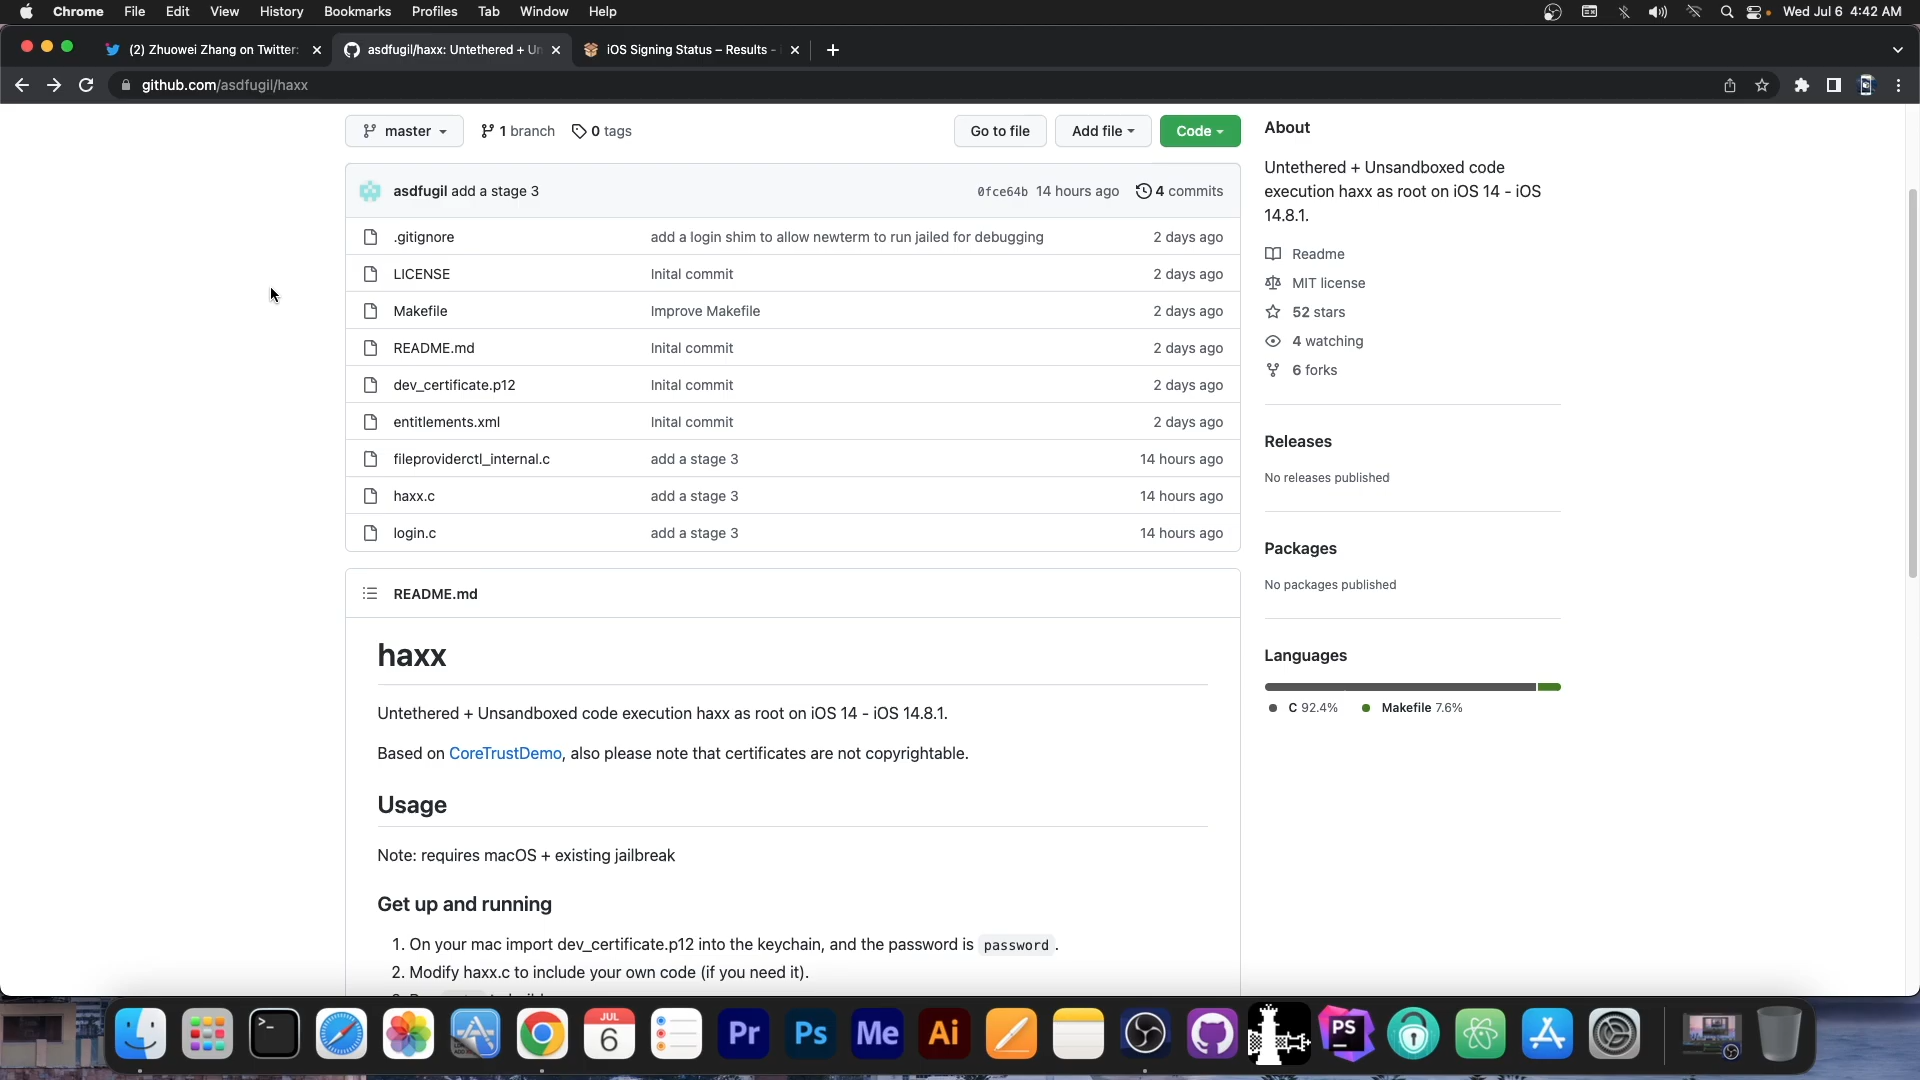 Chrome File Edit View History Bookmarks Profiles Tab Window Help Wed Jul 6 4:42 AM
(2) Zhuowei Zhang on Twitter: asdfugil/haxx: Untethered + Un iOS Signing Status – Results -
github.com/asdfugil/haxx
master 1 branch 0 tags Go to file Add file Code
asdfugil add a stage 3 0fce64b 14 hours ago 4 commits
.gitignore add a login shim to allow newterm to run jailed for debugging 2 days ago
LICENSE Inital commit 2 days ago
Makefile Improve Makefile 2 days ago
README.md Inital commit 2 days ago
dev_certificate.p12 Inital commit 2 days ago
entitlements.xml Inital commit 2 days ago
fileproviderctl_internal.c add a stage 3 14 hours ago
haxx.c add a stage 3 14 hours ago
login.c add a stage 3 14 hours ago
README.md
haxx
Untethered + Unsandboxed code execution haxx as root on iOS 14 - iOS 14.8.1.
Based on CoreTrustDemo, also please note that certificates are not copyrightable.
Usage
Note: requires macOS + existing jailbreak
Get up and running
1. On your mac import dev_certificate.p12 into the keychain, and the password is password .
2. Modify haxx.c to include your own code (if you need it).
About
Untethered + Unsandboxed code
execution haxx as root on iOS 14 - iOS
14.8.1.
Readme
MIT license
52 stars
4 watching
6 forks
Releases
No releases published
Packages
No packages published
Languages
C 92.4% Makefile 7.6%
JUL
6
Pr Ps Me Ai PS